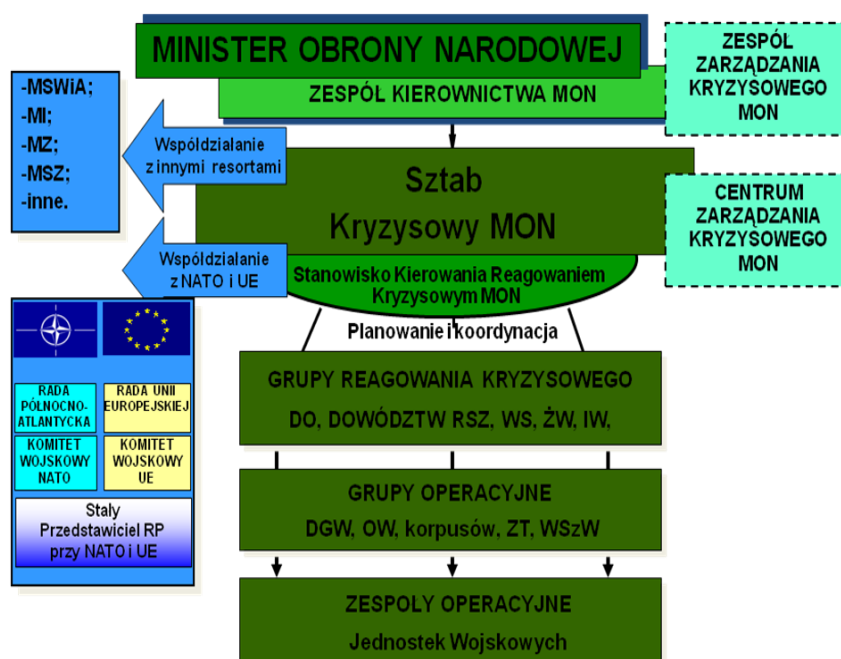 MINISTER OBRONY NARODOWEJ
ZESPÓŁ KIEROWNICTWA MON
ZESPÓŁ
ZARZĄDZANIA
KRYZYSOWEGO
MON
-MSWiA;
-MI;
-MZ;
-MSZ;
-inne.
Współdziałanie
z innymi resortami
Sztab
Kryzysowy MON
CENTRUM
ZARZĄDZANIA
KRYZYSOWEGO
MON
Współdziałanie
z NATO i UE
Stanowisko Kierowania Reagowaniem
Kryzysowym MON
Planowanie i koordynacja
GRUPY REAGOWANIA KRYZYSOWEGO
DO, DOWÓDZTW RSZ, WS, ŻW, IW,
RADA
PÓŁNOCNO-
ATLANTYCKA
RADA UNII
EUROPEJSKIEJ
KOMITET
WOJSKOWY
NATO
KOMITET
WOJSKOWY
UE
Stały
Przedstawiciel RP
przy NATO i UE
GRUPY OPERACYJNE
DGW, OW, korpusów, ZT, WSzW
ZESPOŁY OPERACYJNE
Jednostek Wojskowych